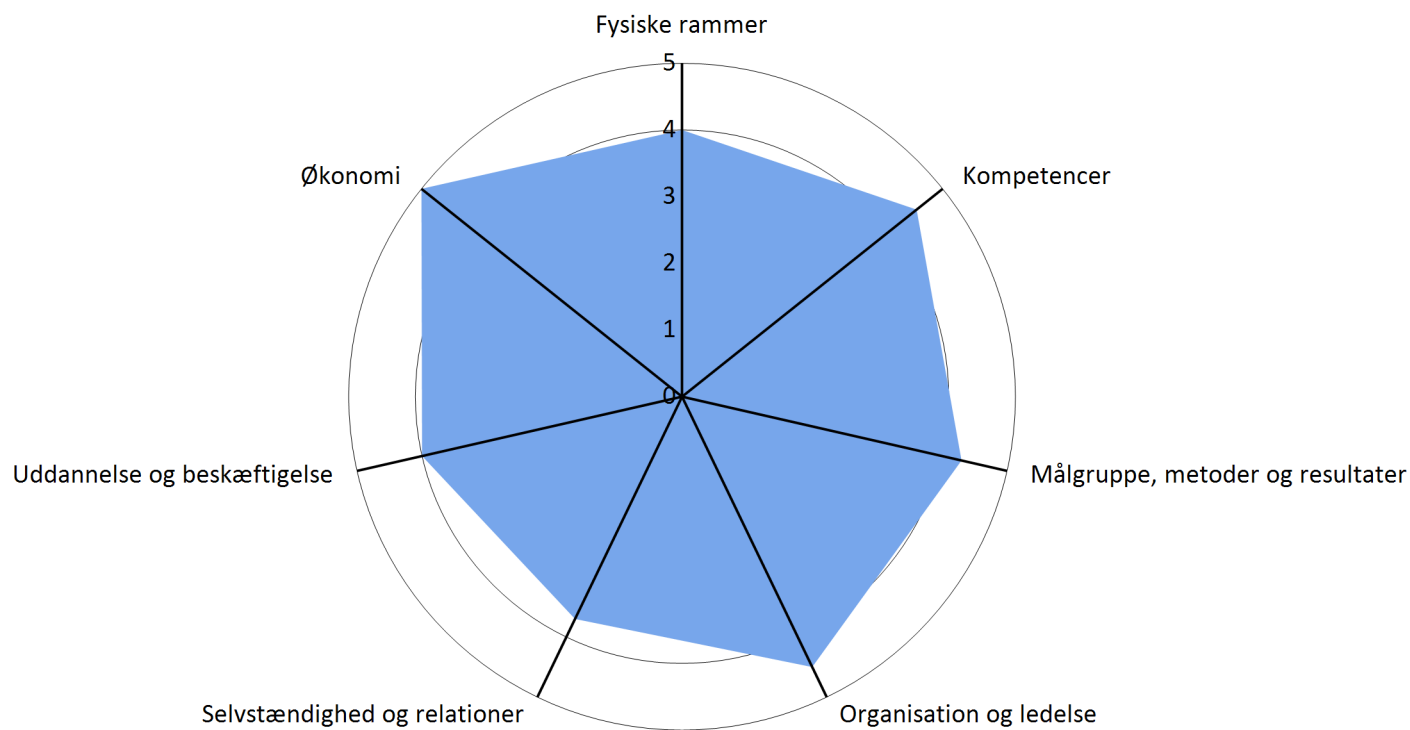 Fysiske rammer
5
4
Økonomi
Kompetencer
3
2
1
0
Uddannelse og beskæftigelse
Målgruppe, metoder og resultater
Selvstændighed og relationer
Organisation og ledelse